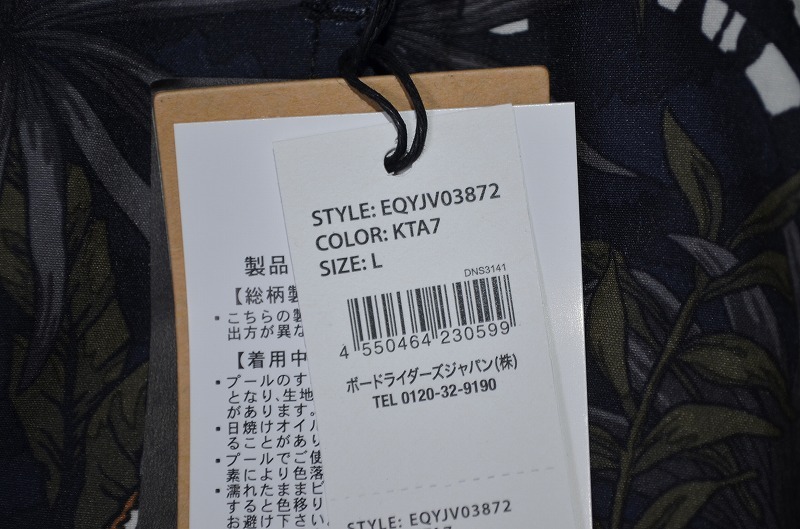 STYLE: EQYJV03872
COLOR: KTA7
SIZE: L
DNS3141
4 550464 230599
ボードライダーズジャパン(株)
TEL 0120-32-9190
STYLE: EQYJV03872
製品
【総柄製
▪こちらの製
出方が異な
【着用中
▪プールのす
となり、生地
があります。
▪日焼けオイル
ることがあり
▪プールでご使
素により色落
▪濡れたままビ
すると色移り
お避け下さい